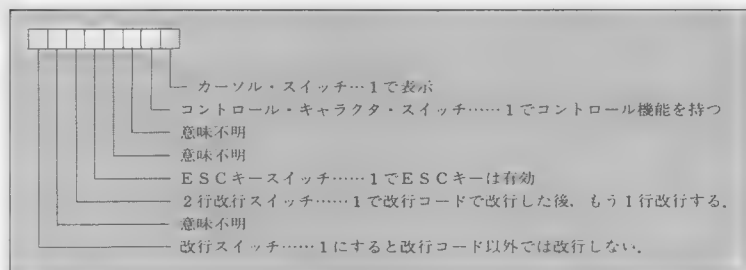 カーソル・スイッチ…1で表示
コントロール・キャラクタ・スイッチ……1でコントロール機能を持つ
意味不明
意味不明
ESCキースイッチ……1でESCキーは有効
2行改行スイッチ……1で改行コードで改行した後、もう1行改行する.
意味不明
改行スイッチ……1にすると改行コード以外では改行しない.